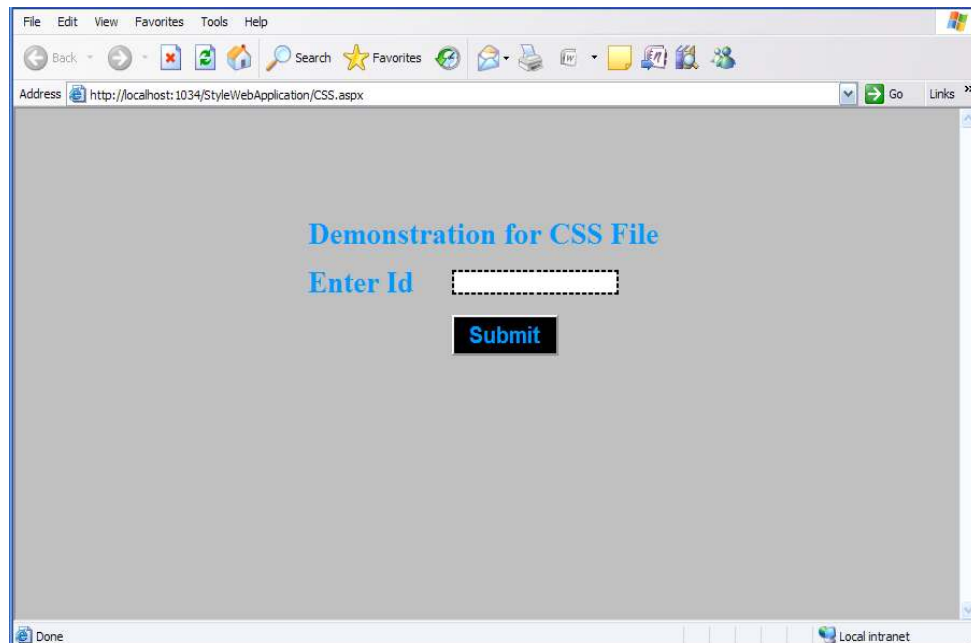 File Edit View Favorites Tools Help
Back Search Favorites
Address http://localhost:1034/StyleWebApplication/CSS.aspx Go Links »
Demonstration for CSS File
Enter Id
Submit
Done Local intranet